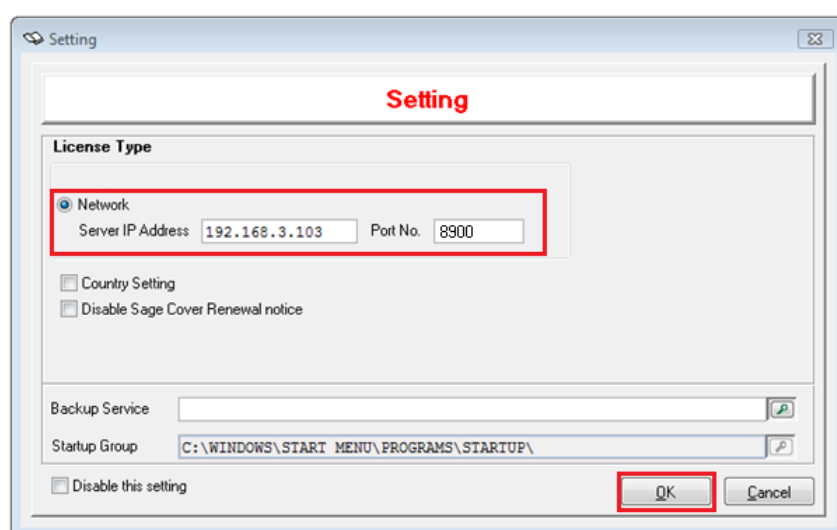 Setting
Setting
License Type
Network
Server IP Address 192.168.3.103 Port No. 8900
Country Setting
Disable Sage Cover Renewal notice
Backup Service
Startup Group C:\WINDOWS\START MENU\PROGRAMS\STARTUP\
Disable this setting OK Cancel